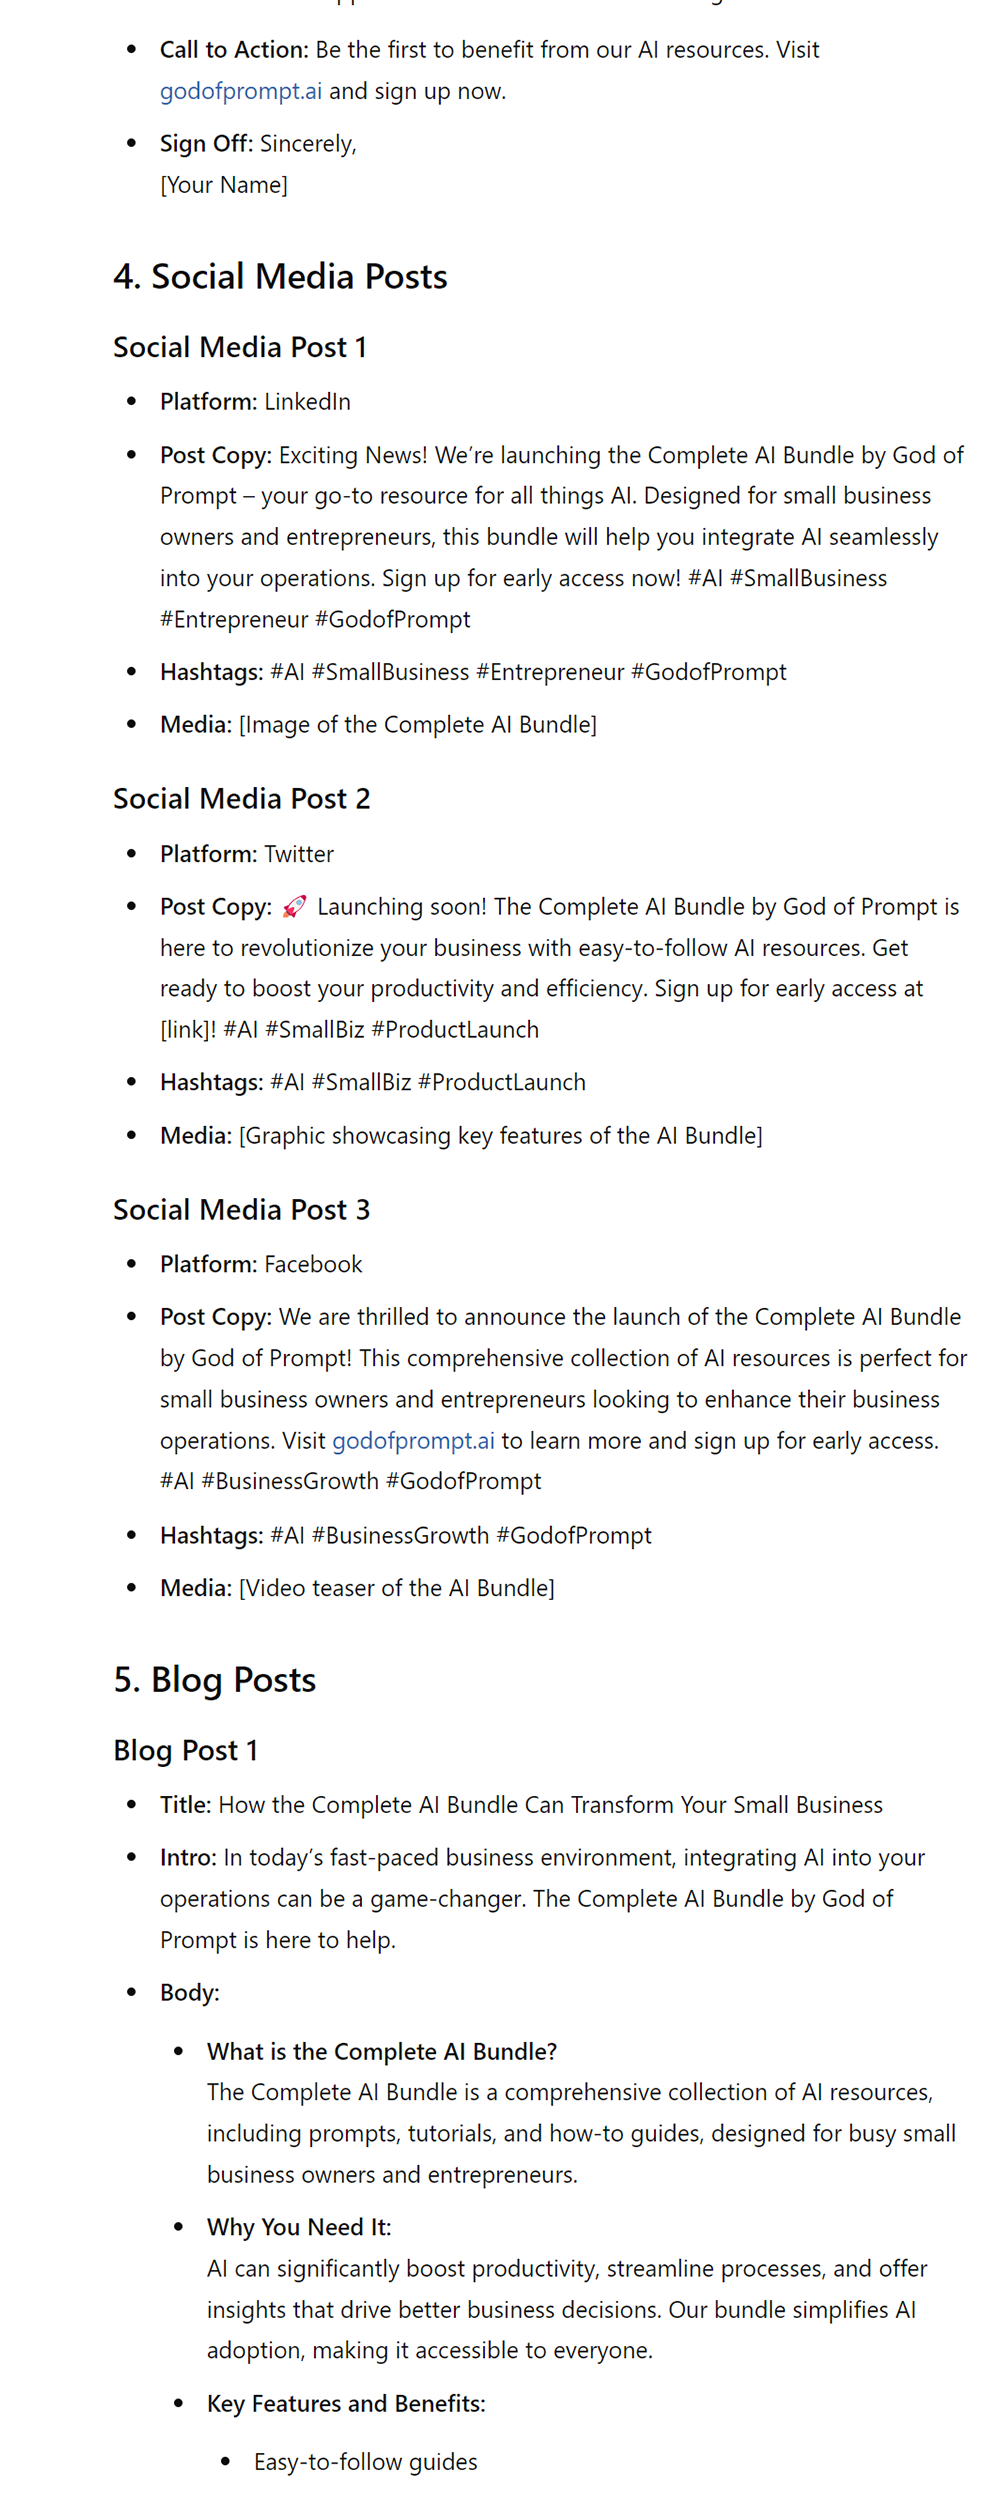 Call to Action: Be the first to benefit from our AI resources. Visit
godofprompt.ai and sign up now.
Sign Off: Sincerely,
[Your Name]
4. Social Media Posts
Social Media Post 1
Platform: LinkedIn
Post Copy: Exciting News! We’re launching the Complete AI Bundle by God of
Prompt – your go-to resource for all things AI. Designed for small business
owners and entrepreneurs, this bundle will help you integrate AI seamlessly
into your operations. Sign up for early access now! #AI #SmallBusiness
#Entrepreneur #GodofPrompt
Hashtags: #AI #SmallBusiness #Entrepreneur #GodofPrompt
Media: [Image of the Complete AI Bundle]
Social Media Post 2
Platform: Twitter
Post Copy: 🚀 Launching soon! The Complete AI Bundle by God of Prompt is
here to revolutionize your business with easy-to-follow AI resources. Get
ready to boost your productivity and efficiency. Sign up for early access at
[link]! #AI #SmallBiz #ProductLaunch
Hashtags: #AI #SmallBiz #ProductLaunch
Media: [Graphic showcasing key features of the AI Bundle]
Social Media Post 3
Platform: Facebook
Post Copy: We are thrilled to announce the launch of the Complete AI Bundle
by God of Prompt! This comprehensive collection of AI resources is perfect for
small business owners and entrepreneurs looking to enhance their business
operations. Visit godofprompt.ai to learn more and sign up for early access.
#AI #BusinessGrowth #GodofPrompt
Hashtags: #AI #BusinessGrowth #GodofPrompt
Media: [Video teaser of the AI Bundle]
5. Blog Posts
Blog Post 1
Title: How the Complete AI Bundle Can Transform Your Small Business
Intro: In today’s fast-paced business environment, integrating AI into your
operations can be a game-changer. The Complete AI Bundle by God of
Prompt is here to help.
Body:
What is the Complete AI Bundle?
The Complete AI Bundle is a comprehensive collection of AI resources,
including prompts, tutorials, and how-to guides, designed for busy small
business owners and entrepreneurs.
Why You Need It:
AI can significantly boost productivity, streamline processes, and offer
insights that drive better business decisions. Our bundle simplifies AI
adoption, making it accessible to everyone.
Key Features and Benefits:
Easy-to-follow guides